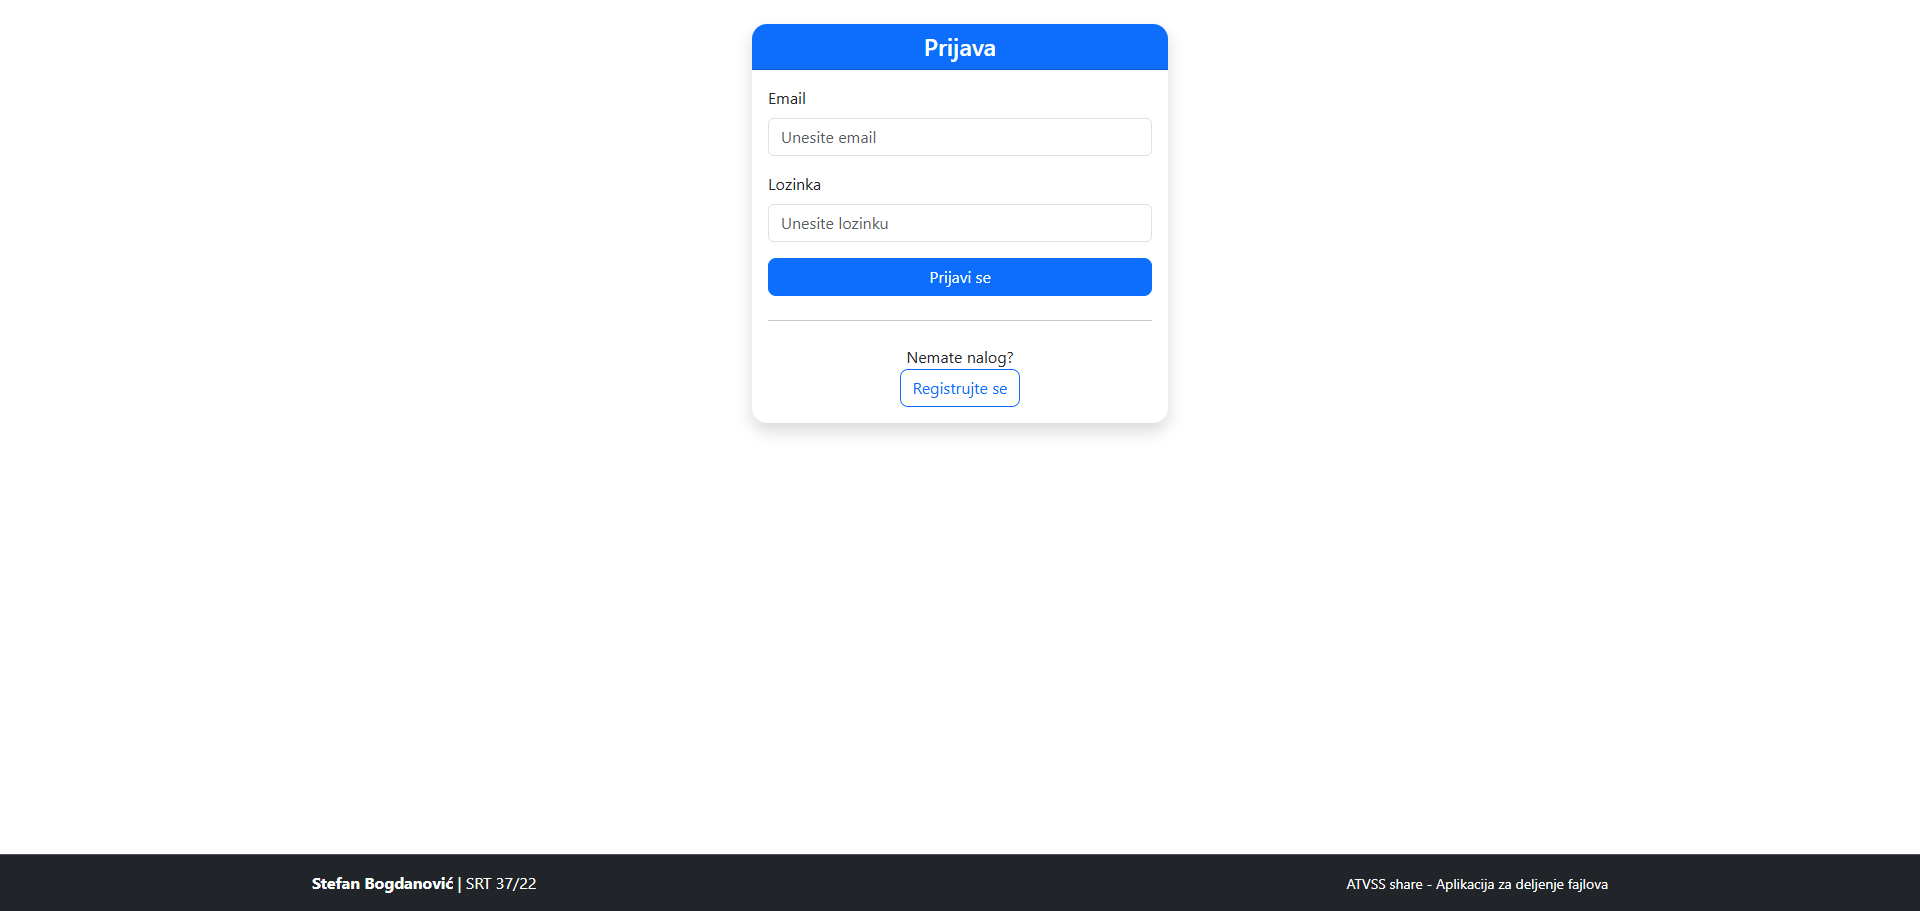 Prijava
Email
Unesite email
Lozinka
Unesite lozinku
Prijavi se
Nemate nalog?
Registrujte se
Stefan Bogdanović | SRT 37/22
ATVSS share - Aplikacija za deljenje fajlova